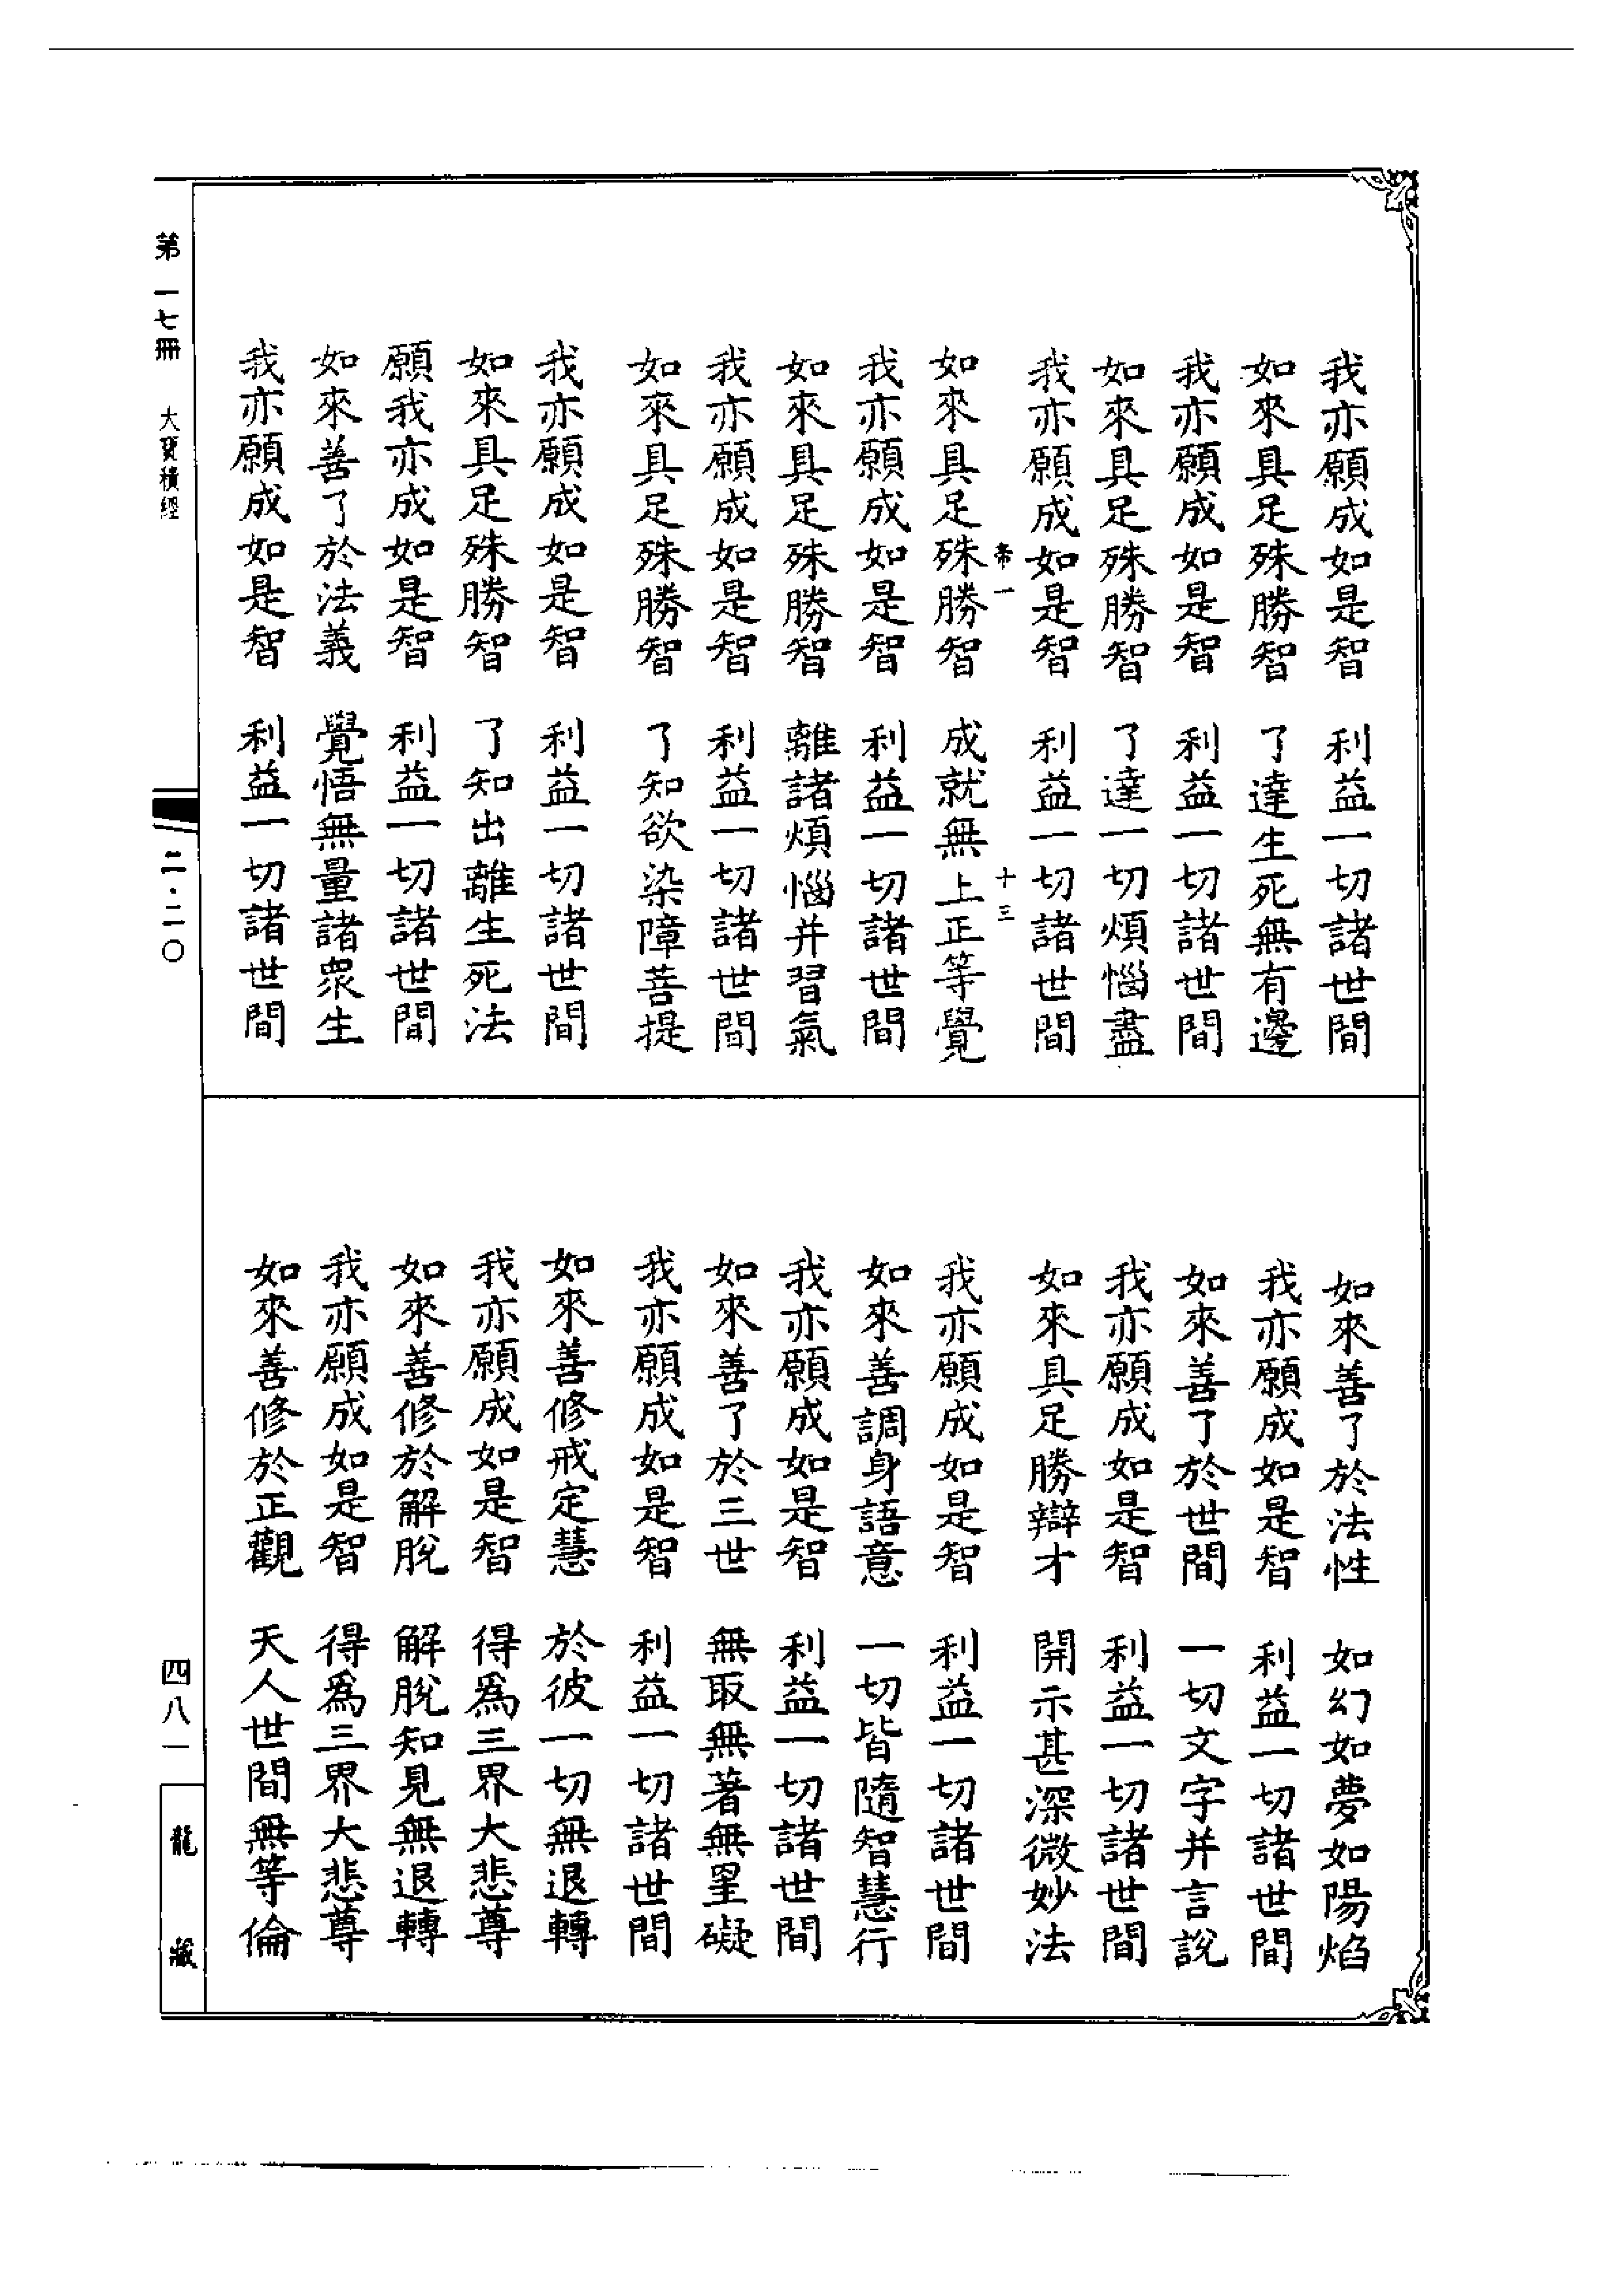 我亦願成如是智　利益一切諸世間
如來具足殊勝智　了達生死無有邊
我亦願成如是智　利益一切諸世間
如來具足殊勝智　了達一切煩惱盡
我亦願成如是智　利益一切諸世間
帝一　十三
如來具足殊勝智　成就無上正等覺
我亦願成如是智　利益一切諸世間
如來具足殊勝智　離諸煩惱并習氣
我亦願成如是智　利益一切諸世間
如來具足殊勝智　了知欲染障菩提
我亦願成如是智　利益一切諸世間
如來具足殊勝智　了知出離生死法
願我亦成如是智　利益一切諸世間
如來善了於法義　覺悟無量諸眾生
我亦願成如是智　利益一切諸世間
如來善了於法性　如幻如夢如陽焰
我亦願成如是智　利益一切諸世間
如來善了於世間　一切文字并言說
我亦願成如是智　利益一切諸世間
如來具足勝辯才　開示甚深微妙法
我亦願成如是智　利益一切諸世間
如來善調身語意　一切皆隨智慧行
我亦願成如是智　利益一切諸世間
如來善了於三世　無取無著無罣礙
我亦願成如是智　利益一切諸世間
如來善修戒定慧　於彼一切無退轉
我亦願成如是智　得為三界大悲尊
如來善修於解脫　解脫知見無退轉
我亦願成如是智　得為三界大悲尊
如來善修於正觀　天人世間無等倫
第一七冊　大寶積經　二·二〇　四八一　龍藏